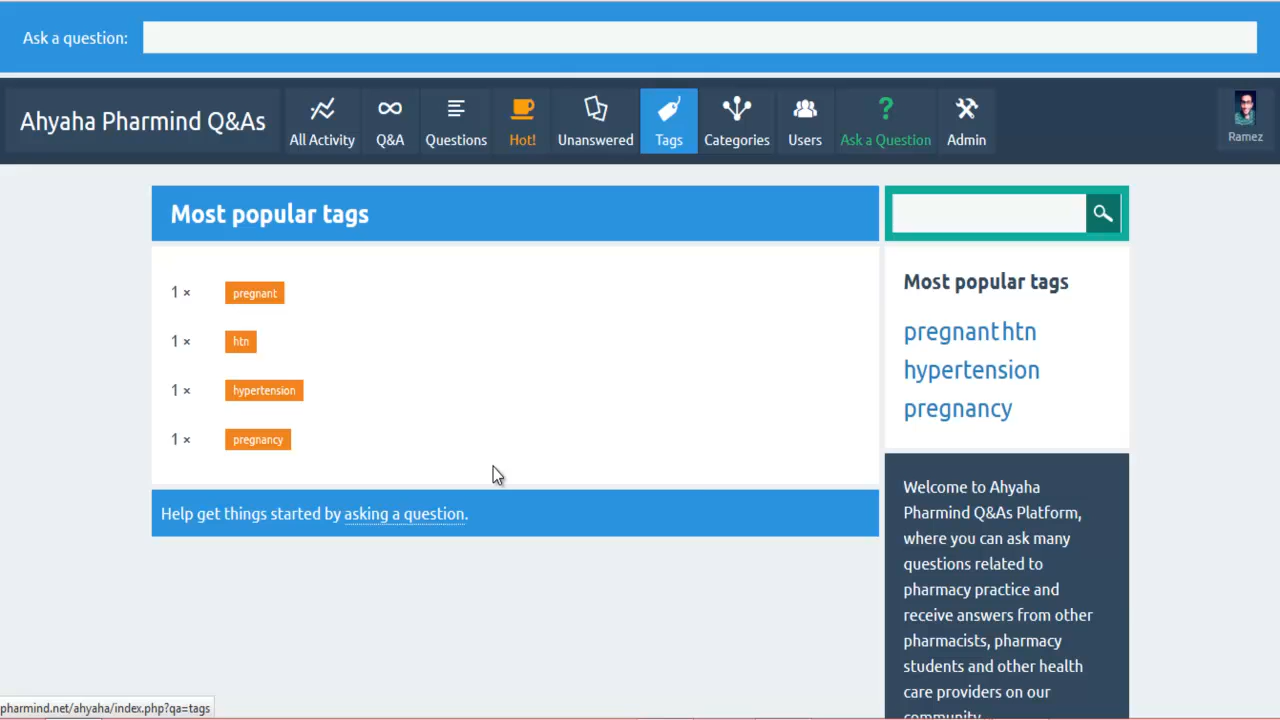 Ask a question:
Ahyaha Pharmind Q&As
All Activity
Q&A
Questions
Hot!
Unanswered
Tags
Categories
Users
?
Ask a Question
Admin
Ramez
Most popular tags
1 × pregnant
1 × htn
1 × hypertension
1 × pregnancy
Help get things started by asking a question.
Most popular tags
pregnant htn
hypertension
pregnancy
Welcome to Ahyaha
Pharmind Q&As Platform,
where you can ask many
questions related to
pharmacy practice and
receive answers from other
pharmacists, pharmacy
students and other health
care providers on our
community.
pharmind.net/ahyaha/index.php?qa=tags